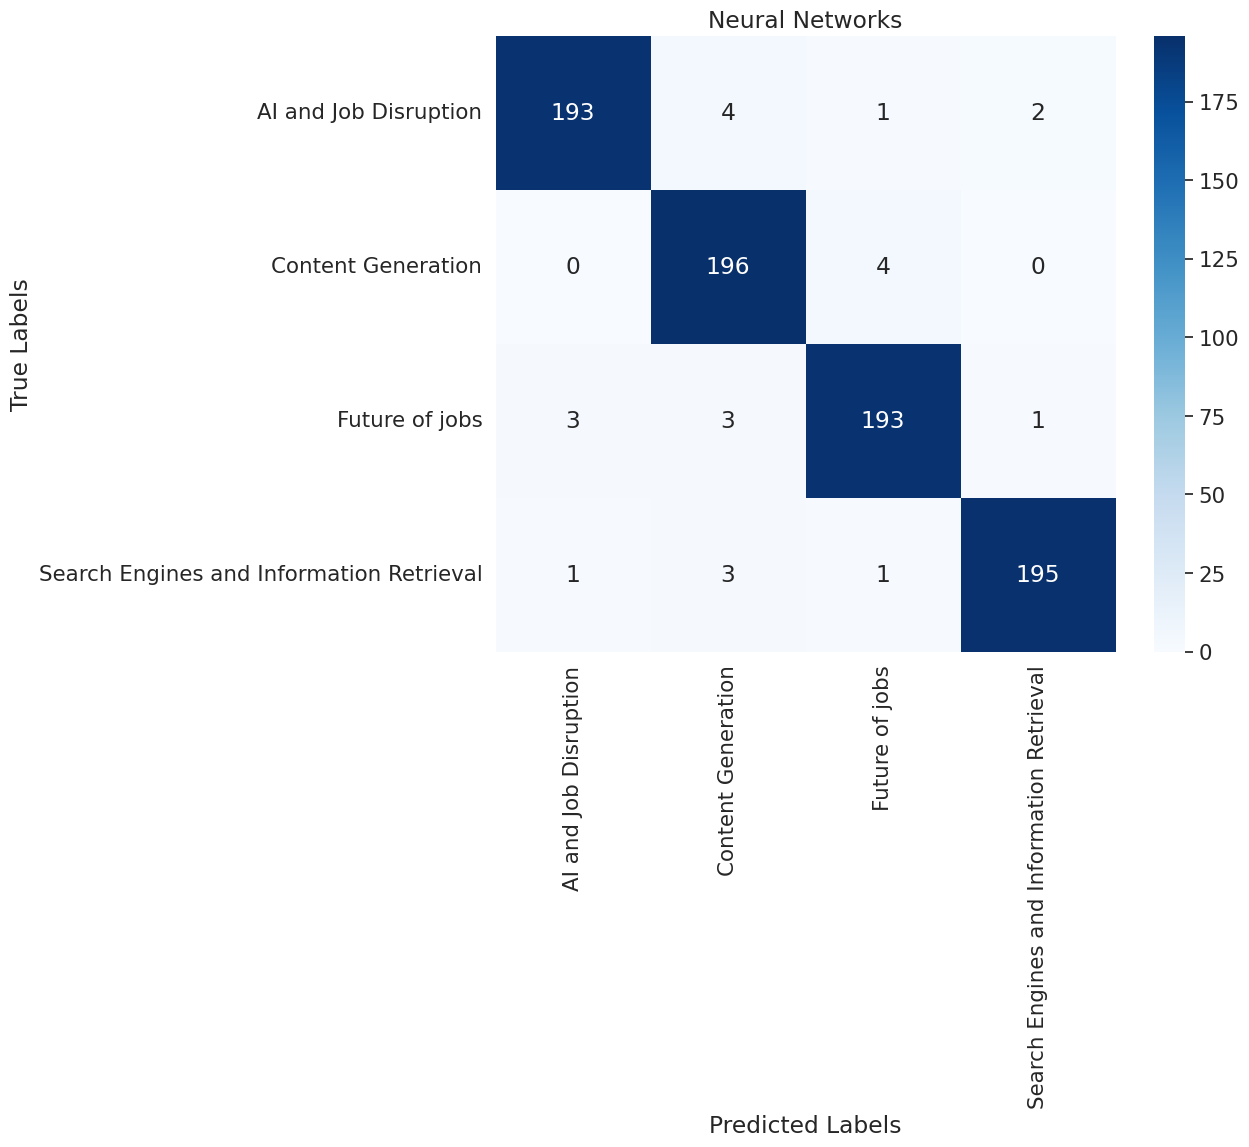 Neural Networks
True Labels
AI and Job Disruption
193 4 1 2
Content Generation
0 196 4 0
Future of jobs
3 3 193 1
Search Engines and Information Retrieval
1 3 1 195
175
150
125
100
75
50
25
0
AI and Job Disruption
Content Generation
Future of jobs
Search Engines and Information Retrieval
Predicted Labels